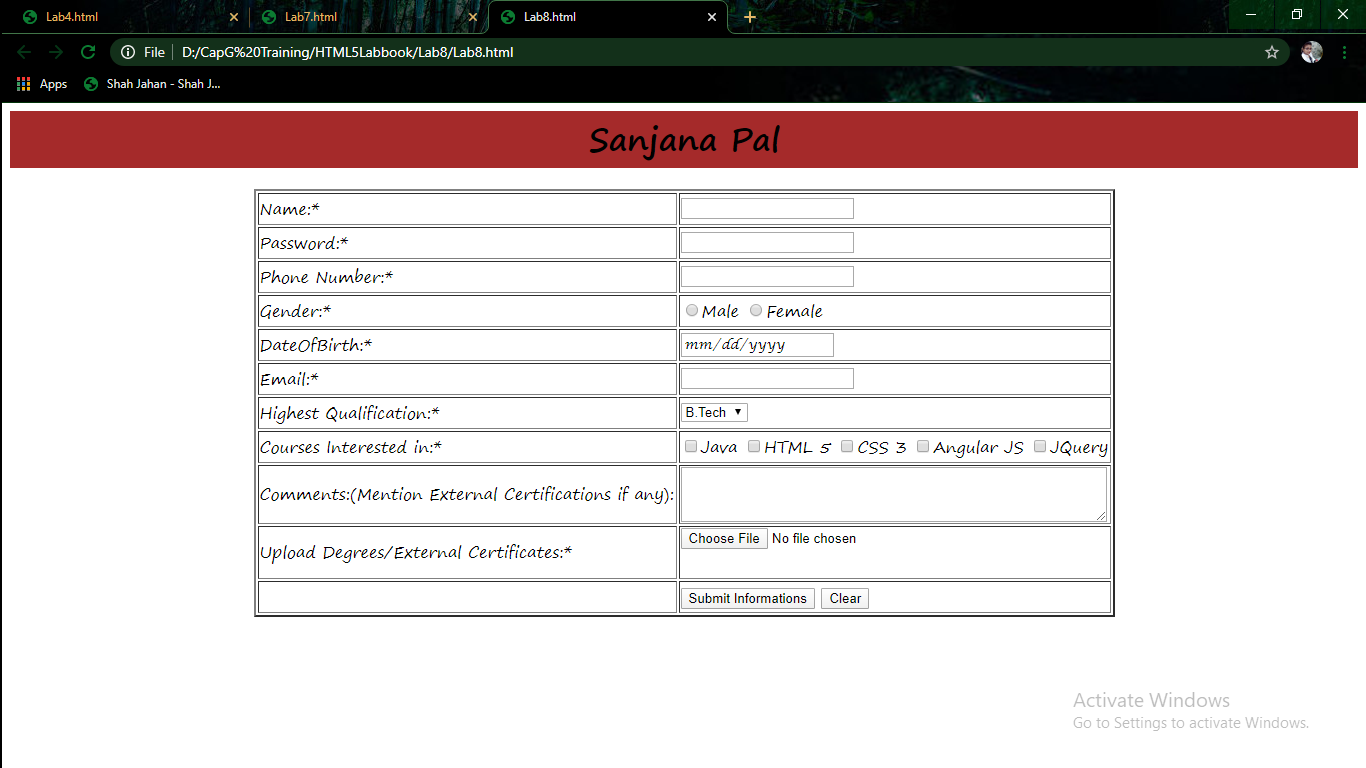 Lab4.html Lab7.html Lab8.html
File D:/CapG%20Training/HTML5Labbook/Lab8/Lab8.html
Apps Shah Jahan - Shah J...
Sanjana Pal
Name:*
Password:*
Phone Number:*
Gender:* Male Female
DateOfBirth:* mm/dd/yyyy
Email:*
Highest Qualification:* B.Tech
Courses Interested in:* Java HTML 5 CSS 3 Angular JS JQuery
Comments:(Mention External Certifications if any):
Upload Degrees/External Certificates:* Choose File No file chosen
Submit Informations Clear
Activate Windows
Go to Settings to activate Windows.